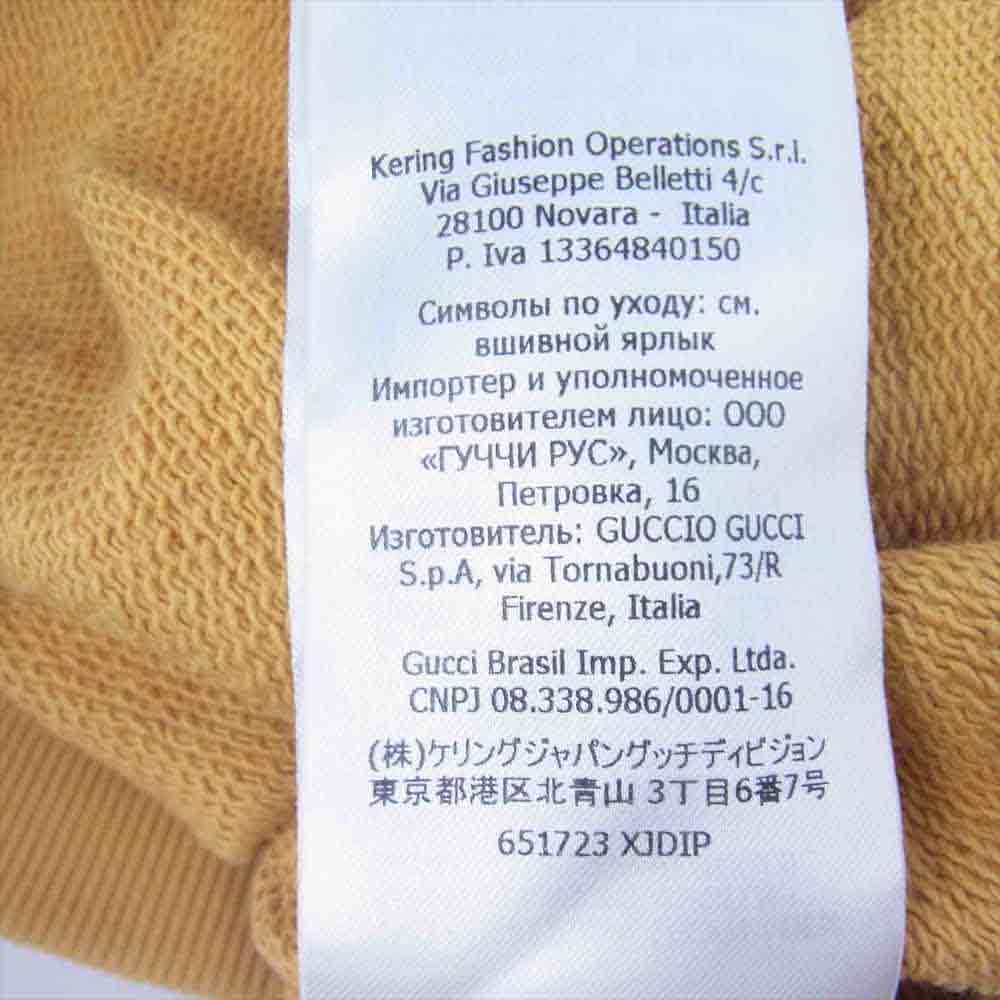 Kering Fashion Operations S.r.l.
Via Giuseppe Belletti 4/c
28100 Novara - Italia
P. Iva 13364840150
Символы по уходу: см.
вшивной ярлык
Импортер и уполномоченное
изготовителем лицо: ООО
«ГУЧЧИ РУС», Москва,
Петровка, 16
Изготовитель: GUCCIO GUCCI
S.p.A, via Tornabuoni,73/R
Firenze, Italia
Gucci Brasil Imp. Exp. Ltda.
CNPJ 08.338.986/0001-16
(株)ケリングジャパングッチディビジョン
東京都港区北青山 3丁目6番7号
651723 XJDIP